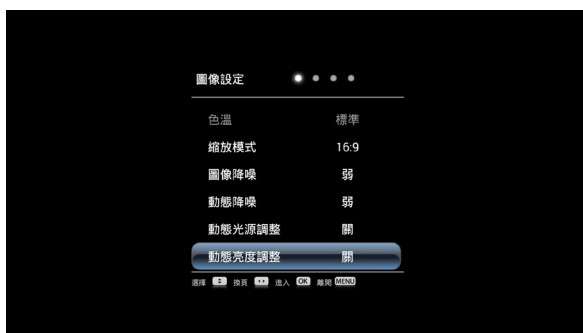 圖像設定
色溫 標準
縮放模式 16:9
圖像降噪 弱
動態降噪 弱
動態光源調整 關
動態亮度調整 關
選擇 換頁 進入 OK 離開 MENU